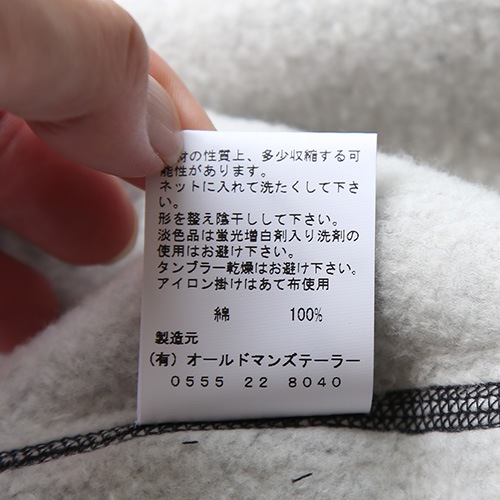 材の性質上、多少収縮する可
能性があります。
ネットに入れて洗たくして下さ
い。
形を整え陰干しして下さい。
淡色品は蛍光増白剤入り洗剤の
使用はお避け下さい。
タンブラー乾燥はお避け下さい。
アイロン掛けはあて布使用
綿 100%
製造元
(有) オールドマンズテーラー
0555 22 8040